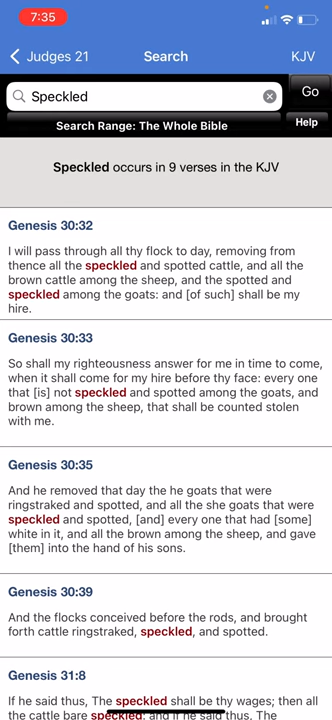 7:35
Judges 21
Search
KJV
Speckled
Go
Search Range: The Whole Bible
Help
Speckled occurs in 9 verses in the KJV
Genesis 30:32
I will pass through all thy flock to day, removing from
thence all the speckled and spotted cattle, and all the
brown cattle among the sheep, and the spotted and
speckled among the goats: and [of such] shall be my
hire.
Genesis 30:33
So shall my righteousness answer for me in time to come,
when it shall come for my hire before thy face: every one
that [is] not speckled and spotted among the goats, and
brown among the sheep, that shall be counted stolen
with me.
Genesis 30:35
And he removed that day the he goats that were
ringstraked and spotted, and all the she goats that were
speckled and spotted, [and] every one that had [some]
white in it, and all the brown among the sheep, and gave
[them] into the hand of his sons.
Genesis 30:39
And the flocks conceived before the rods, and brought
forth cattle ringstraked, speckled, and spotted.
Genesis 31:8
If he said thus, The speckled shall be thy wages; then all
the cattle bare speckled: and if he said thus, The